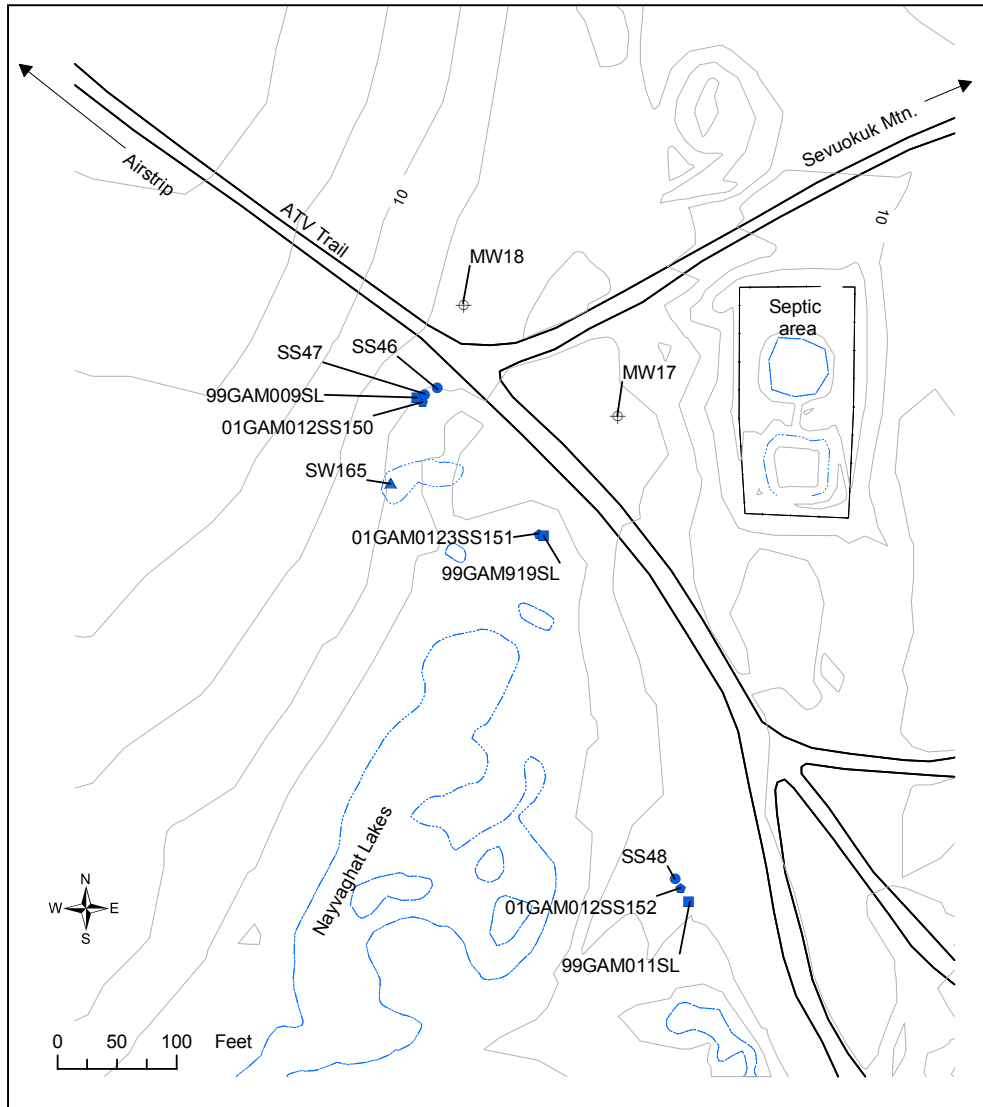 Sevuokuk Mtn.
Airstrip
10
ATV Trail
10
MW18
Septic
area
SS46
SS47
MW17
99GAM009SL
01GAM012SS150
SW165
01GAM0123SS151
99GAM919SL
Nayvaghat Lakes
SS48
N
W
E
S
01GAM012SS152
99GAM011SL
0 50 100 Feet